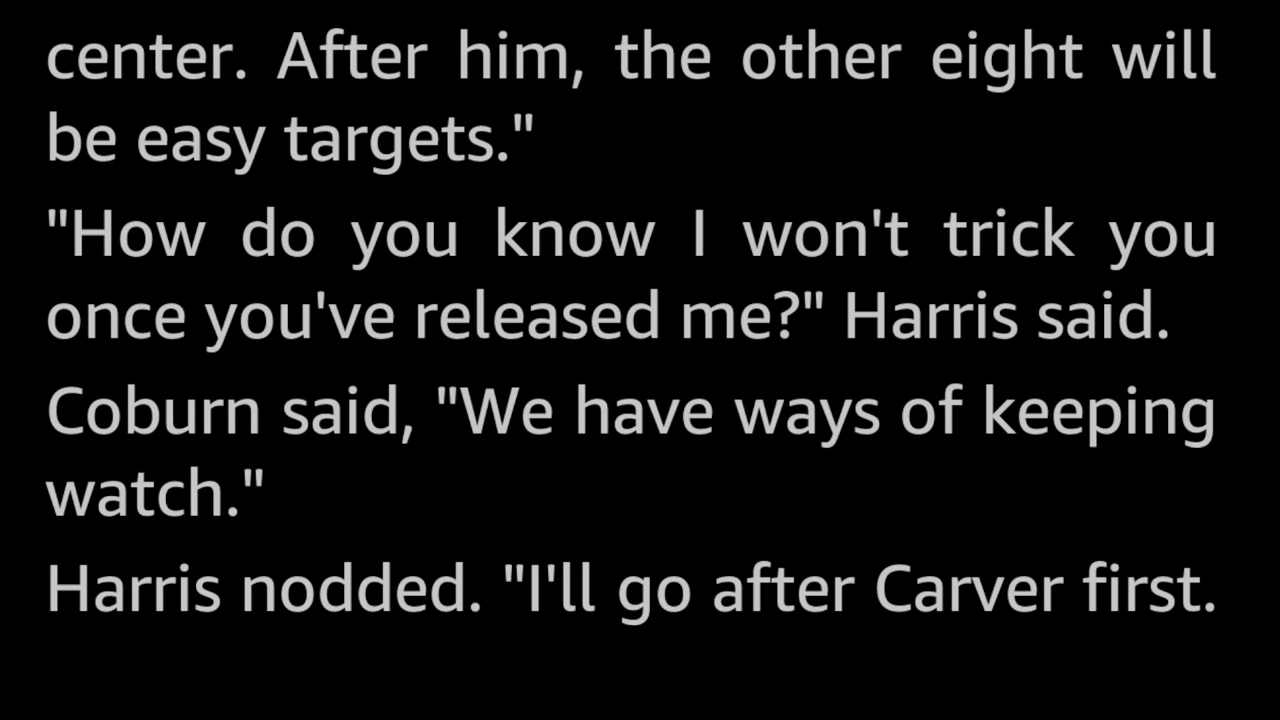 center. After him, the other eight will
be easy targets."
"How do you know I won't trick you
once you've released me?" Harris said.
Coburn said, "We have ways of keeping
watch."
Harris nodded. "I'll go after Carver first.